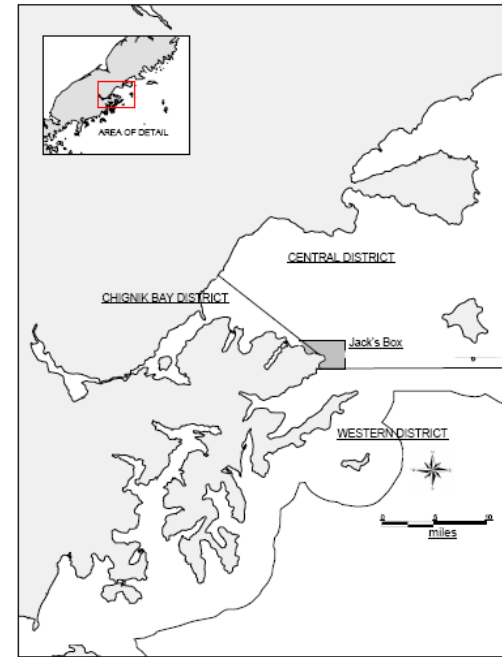 AREA OF DETAIL
CENTRAL DISTRICT
CHIGNIK BAY DISTRICT
Jack's Box
WESTERN DISTRICT
0 5 10
miles